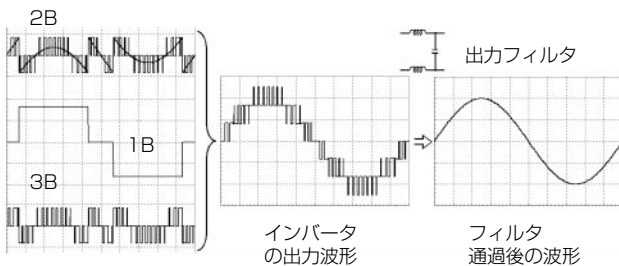 2B
1B
3B
出力フィルタ
インバータ
の出力波形
フィルタ
通過後の波形